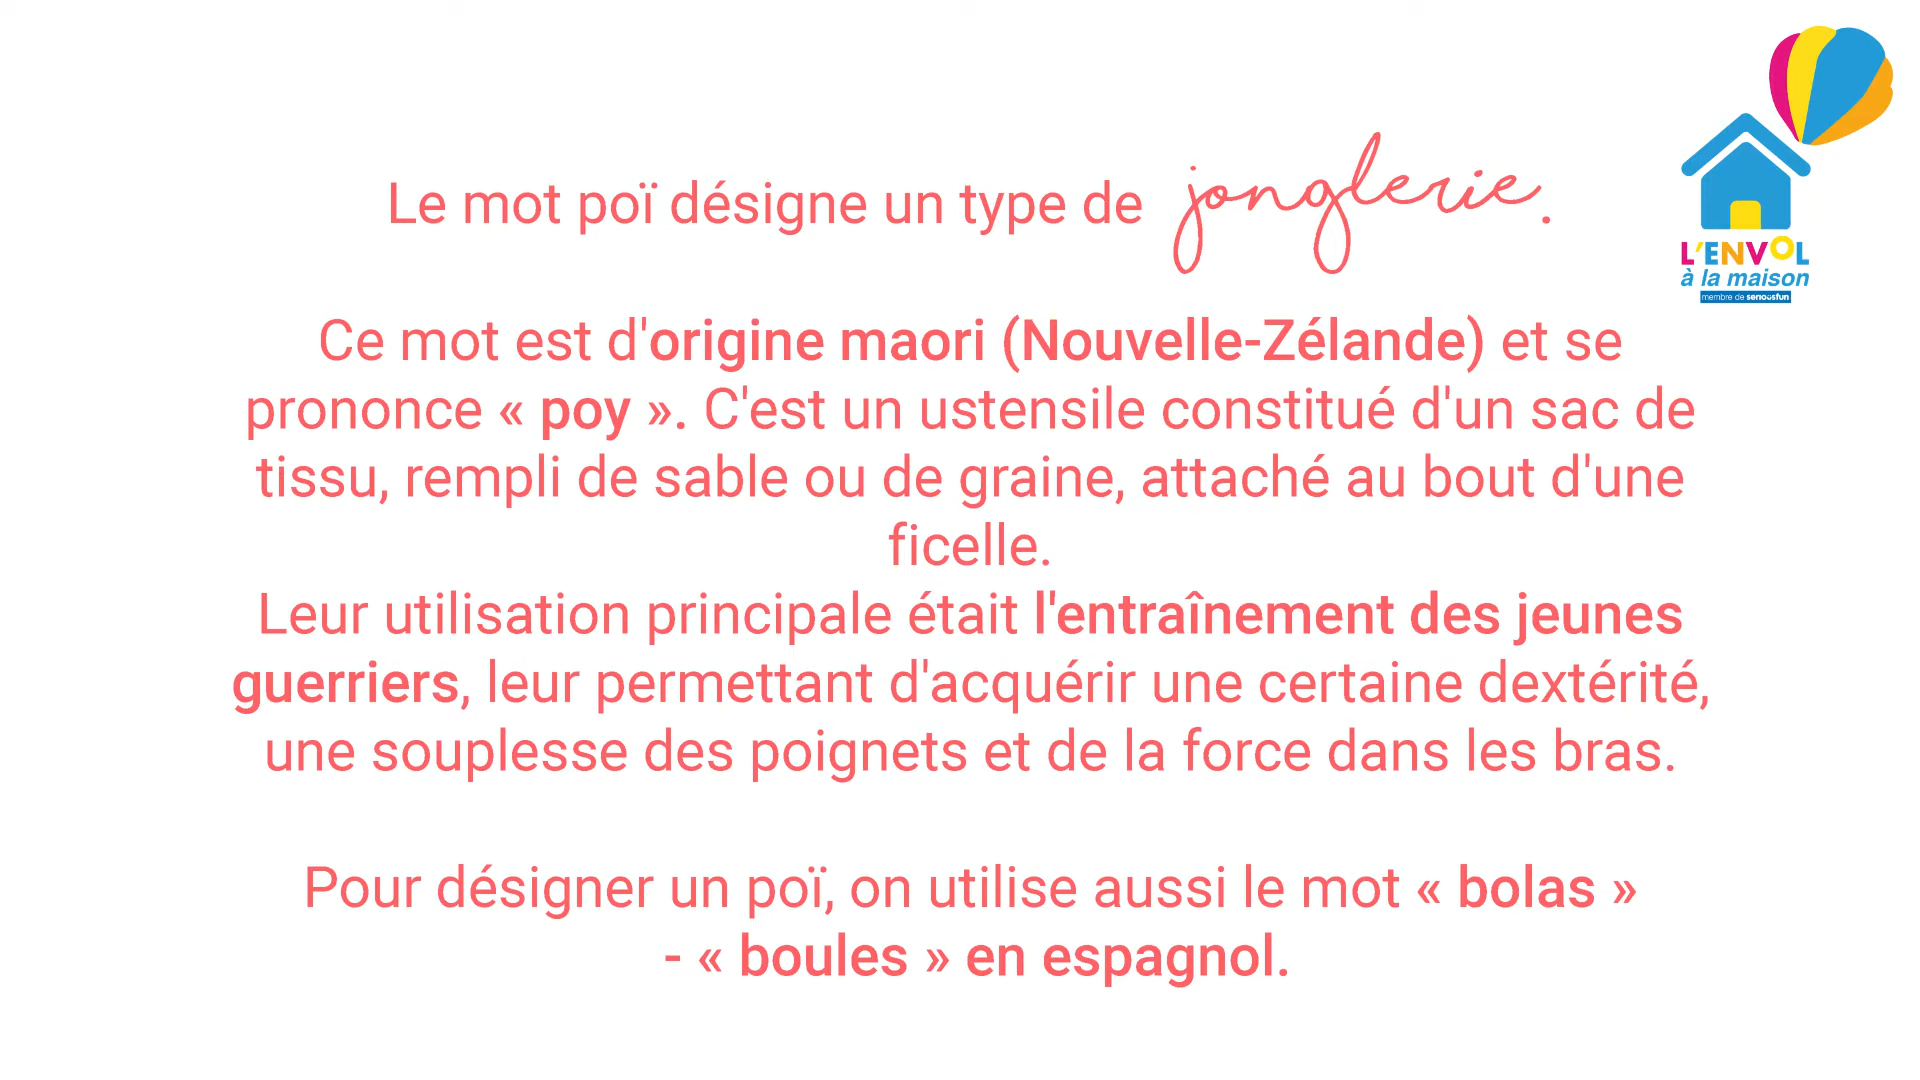 Le mot poï désigne un type de jonglerie.
L'ENVOL
à la maison
membre de seriousfun
Ce mot est d'origine maori (Nouvelle-Zélande) et se
prononce « poy ». C'est un ustensile constitué d'un sac de
tissu, rempli de sable ou de graine, attaché au bout d'une
ficelle.
Leur utilisation principale était l'entraînement des jeunes
guerriers, leur permettant d'acquérir une certaine dextérité,
une souplesse des poignets et de la force dans les bras.
Pour désigner un poï, on utilise aussi le mot « bolas »
- « boules » en espagnol.